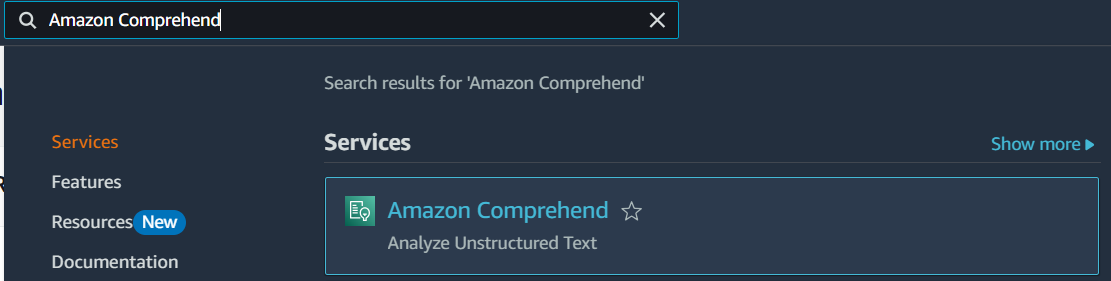 Amazon Comprehend
Search results for 'Amazon Comprehend'
Services
Features
Resources New
Documentation
Services
Show more
Amazon Comprehend
Analyze Unstructured Text